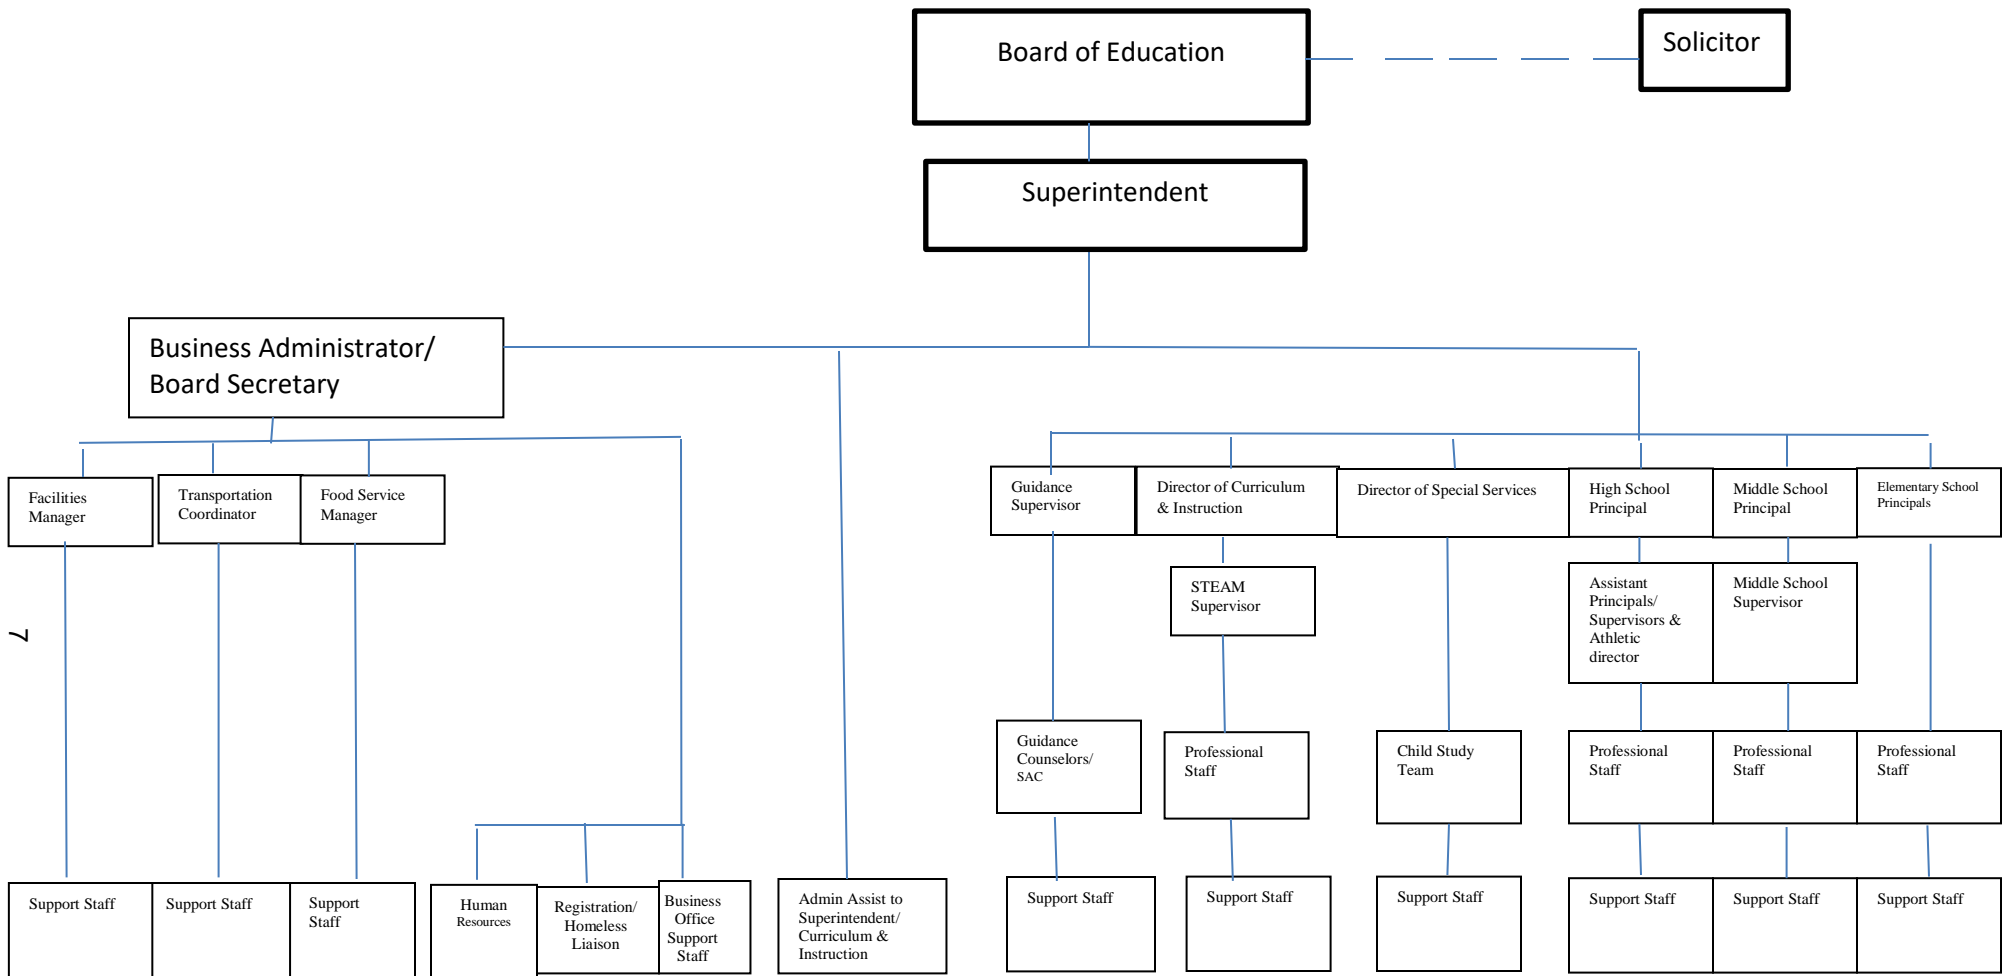 Board of Education
Solicitor
Superintendent
Business Administrator/
Board Secretary
Facilities
Manager
Transportation
Coordinator
Food Service
Manager
Guidance
Supervisor
Director of Curriculum
& Instruction
Director of Special Services
High School
Principal
Middle School
Principal
Elementary School
Principals
STEAM
Supervisor
Assistant
Principals/
Supervisors &
Athletic
director
Middle School
Supervisor
7
Guidance
Counselors/
SAC
Professional
Staff
Child Study
Team
Professional
Staff
Professional
Staff
Professional
Staff
Support Staff
Support Staff
Support
Staff
Human
Resources
Registration/
Homeless
Liaison
Business
Office
Support
Staff
Admin Assist to
Superintendent/
Curriculum &
Instruction
Support Staff
Support Staff
Support Staff
Support Staff
Support Staff
Support Staff